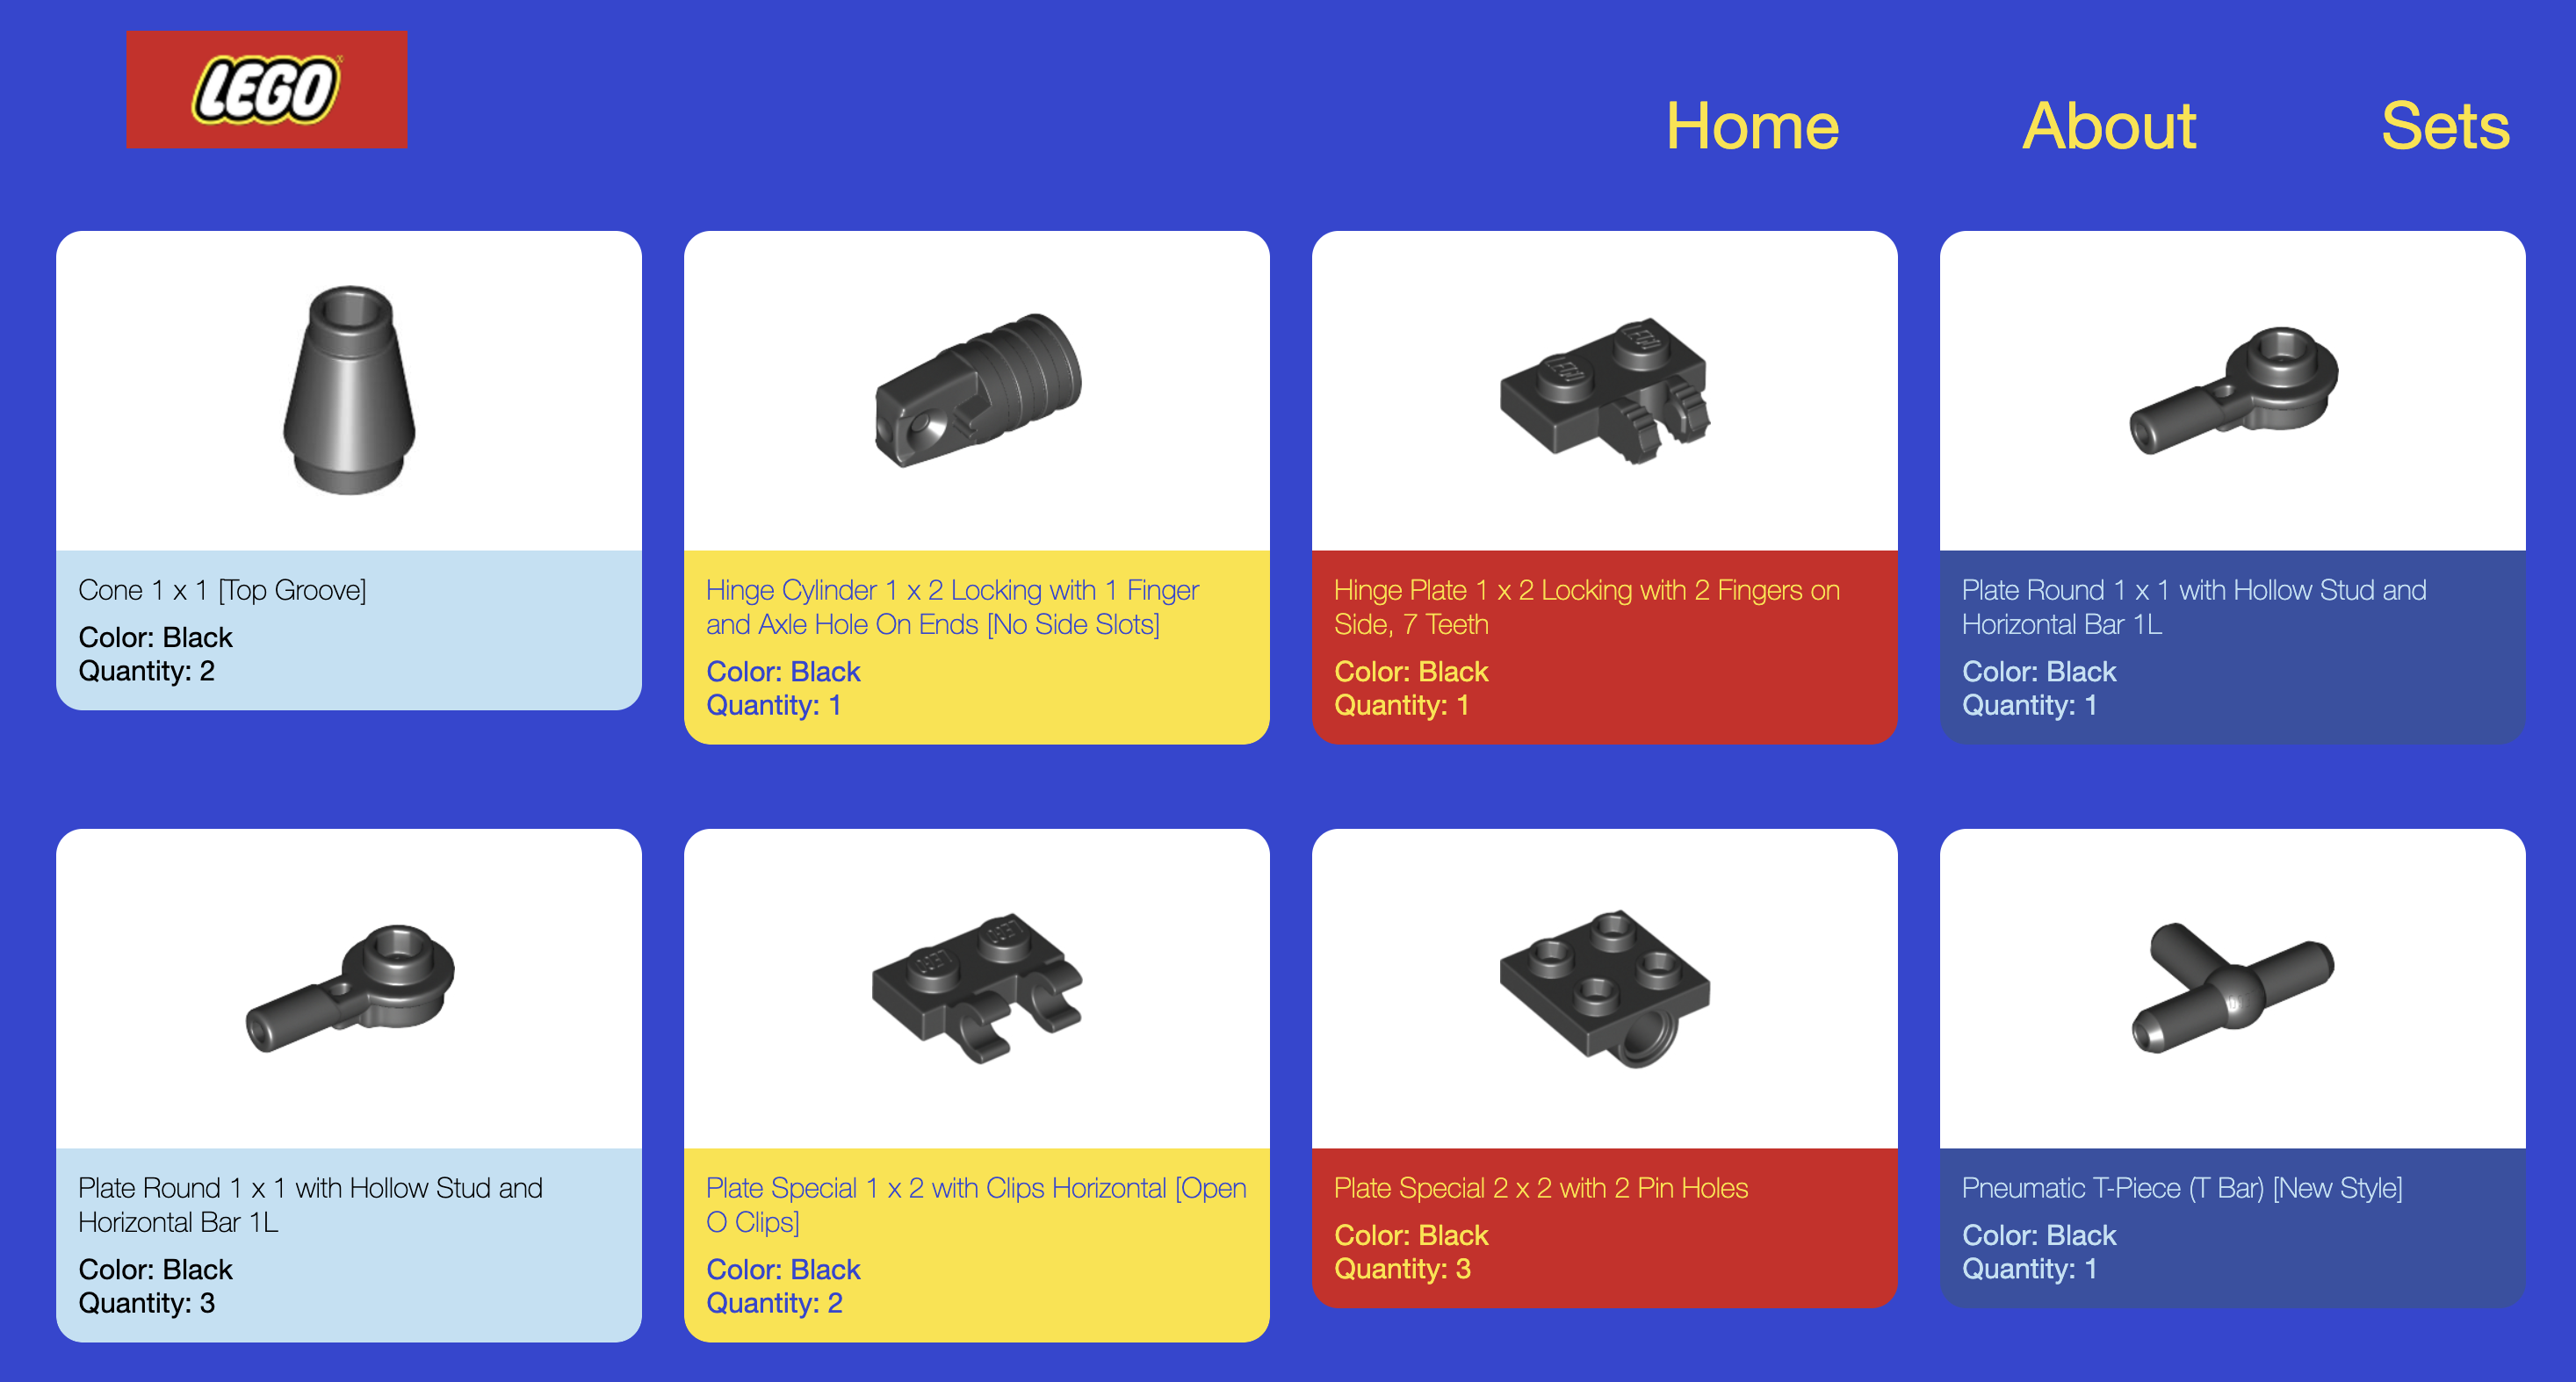 LEGO
Home About Sets
Cone 1 x 1 [Top Groove]
Color: Black
Quantity: 2
Hinge Cylinder 1 x 2 Locking with 1 Finger
and Axle Hole On Ends [No Side Slots]
Color: Black
Quantity: 1
LEGO
LEGO
Hinge Plate 1 x 2 Locking with 2 Fingers on
Side, 7 Teeth
Color: Black
Quantity: 1
Plate Round 1 x 1 with Hollow Stud and
Horizontal Bar 1L
Color: Black
Quantity: 1
Plate Round 1 x 1 with Hollow Stud and
Horizontal Bar 1L
Color: Black
Quantity: 3
LEGO
LEGO
Plate Special 1 x 2 with Clips Horizontal [Open
O Clips]
Color: Black
Quantity: 2
Plate Special 2 x 2 with 2 Pin Holes
Color: Black
Quantity: 3
Pneumatic T-Piece (T Bar) [New Style]
Color: Black
Quantity: 1